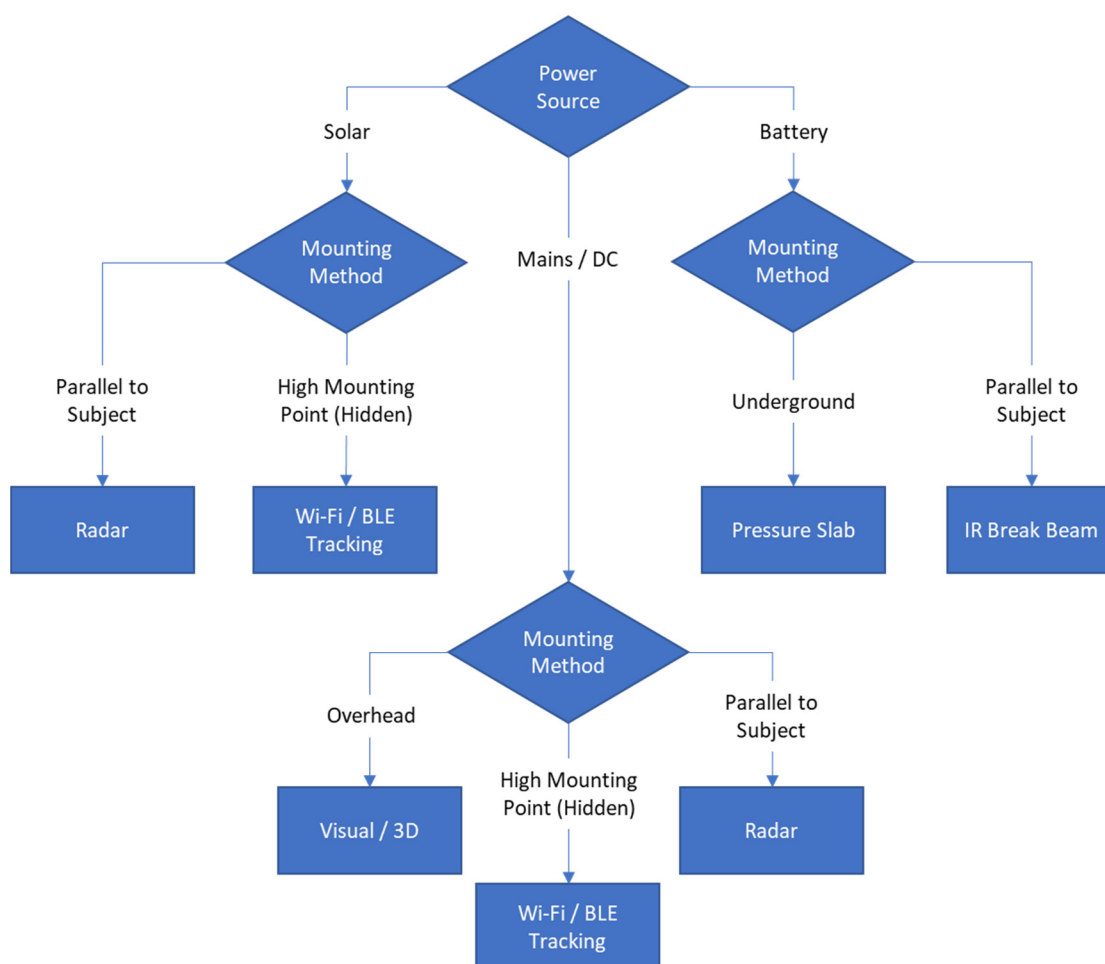 Power
Source
Solar
Battery
Mounting
Method
Mains / DC
Mounting
Method
Parallel to
Subject
High Mounting
Point (Hidden)
Underground
Parallel to
Subject
Radar
Wi-Fi / BLE
Tracking
Pressure Slab
IR Break Beam
Mounting
Method
Overhead
High Mounting
Point (Hidden)
Parallel to
Subject
Visual / 3D
Radar
Wi-Fi / BLE
Tracking